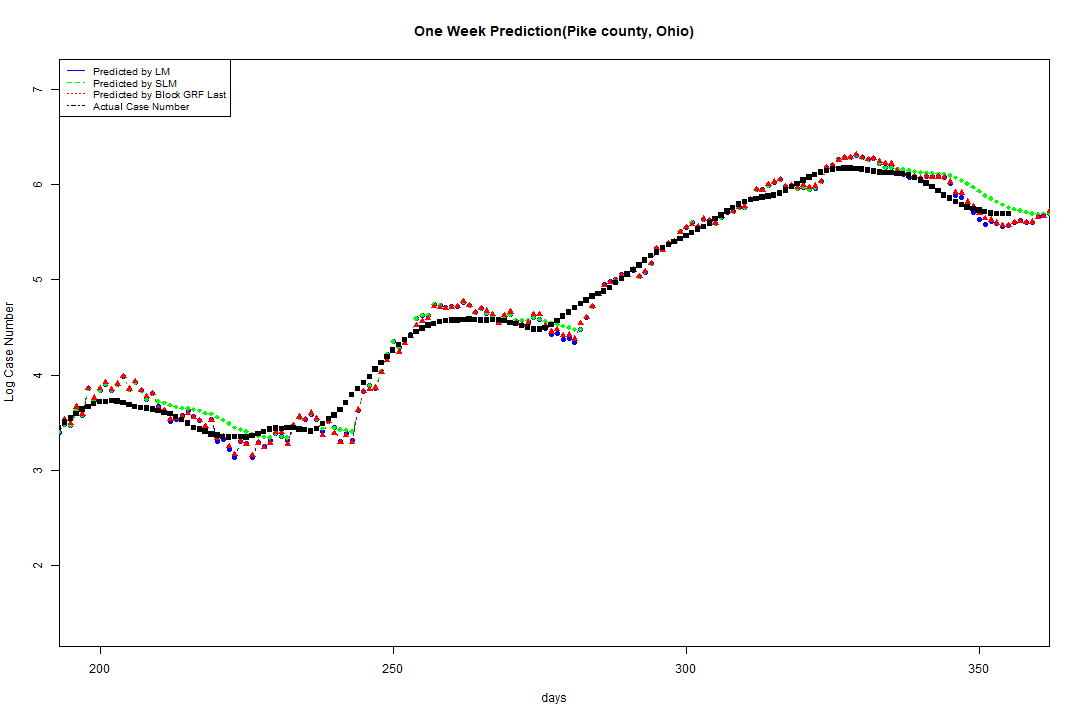 One Week Prediction(Pike county, Ohio)
Predicted by LM
Predicted by SLM
Predicted by Block GRF Last
Actual Case Number
7
6
5
4
3
2
Log Case Number
200 250 300 350
days